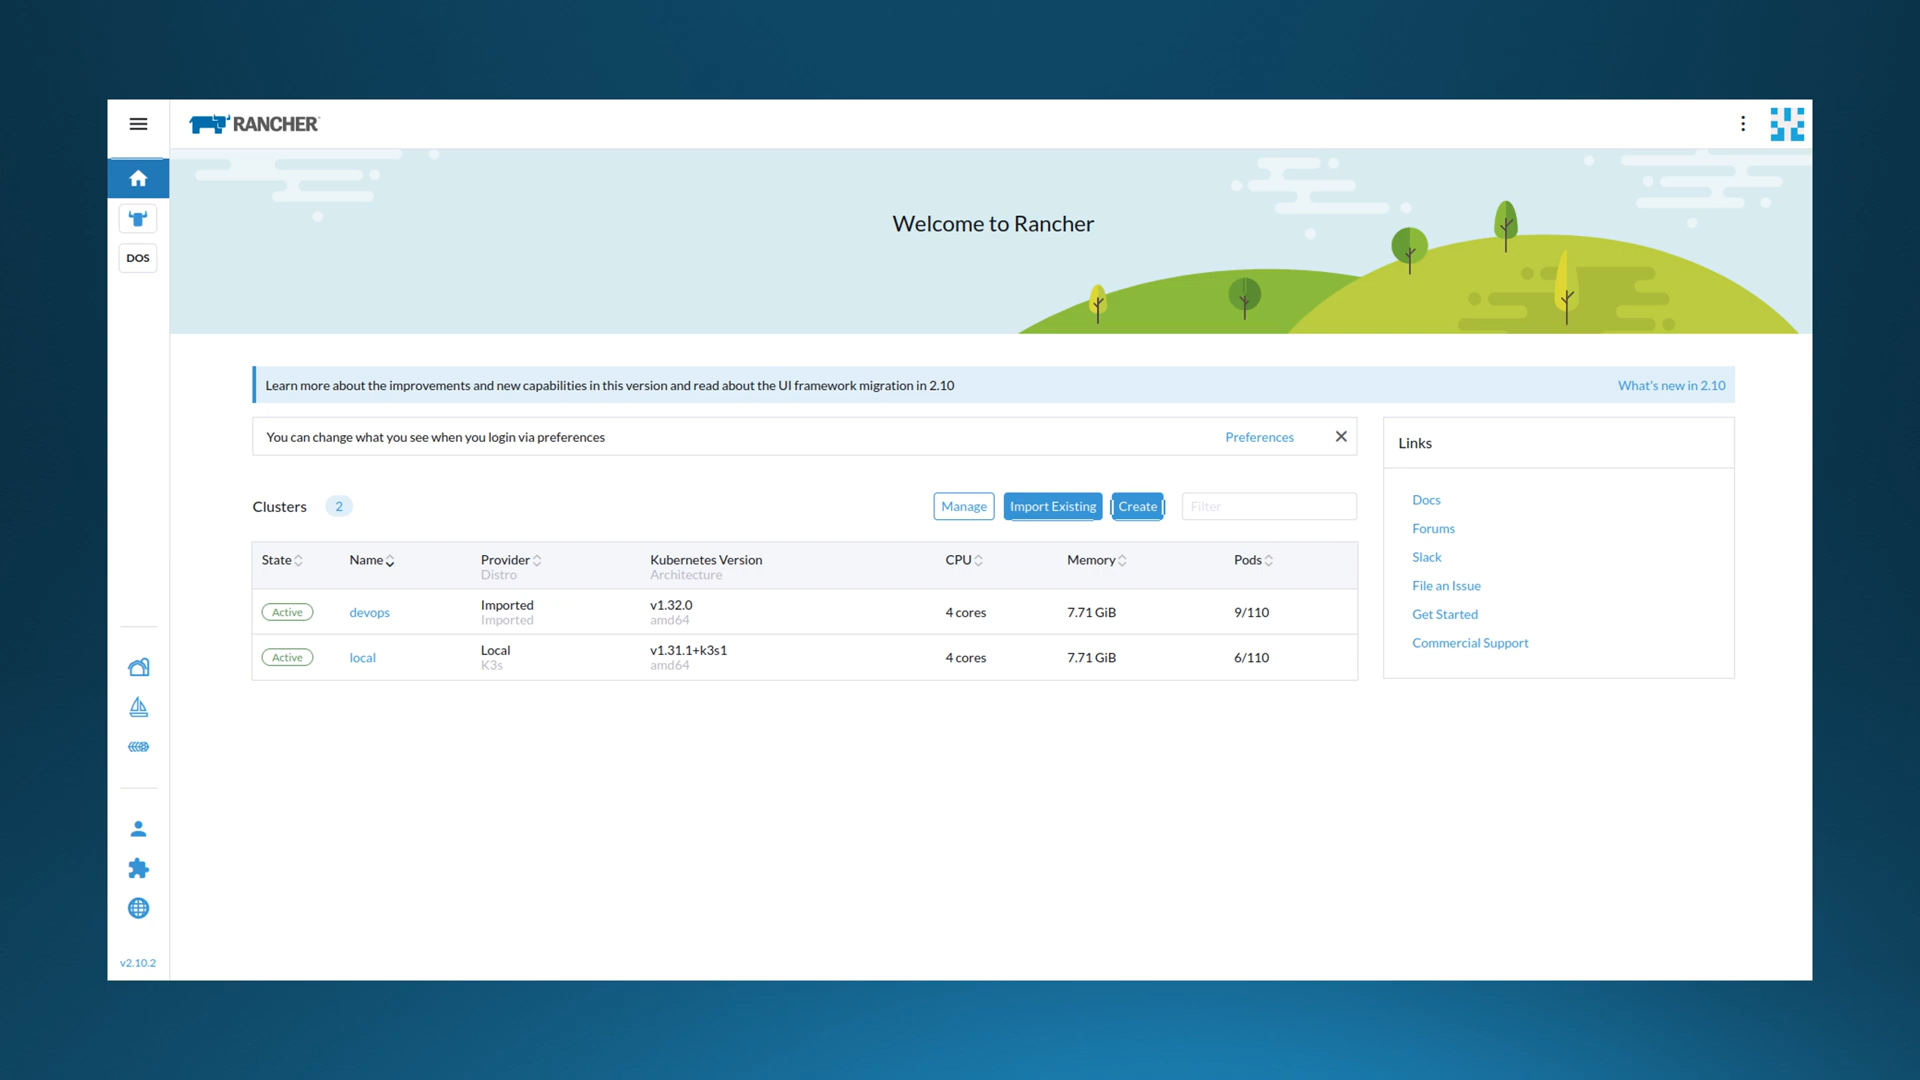 RANCHER
DOS
Welcome to Rancher
Learn more about the improvements and new capabilities in this version and read about the UI framework migration in 2.10
What's new in 2.10
You can change what you see when you login via preferences
Preferences
Links
Docs
Forums
Slack
File an Issue
Get Started
Commercial Support
Clusters 2
Manage Import Existing Create Filter
State Name Provider Kubernetes Version CPU Memory Pods
Distro Architecture
Active devops Imported v1.32.0 4 cores 7.71 GiB 9/110
Imported amd64
Active local Local v1.31.1+k3s1 4 cores 7.71 GiB 6/110
K3s amd64
v2.10.2